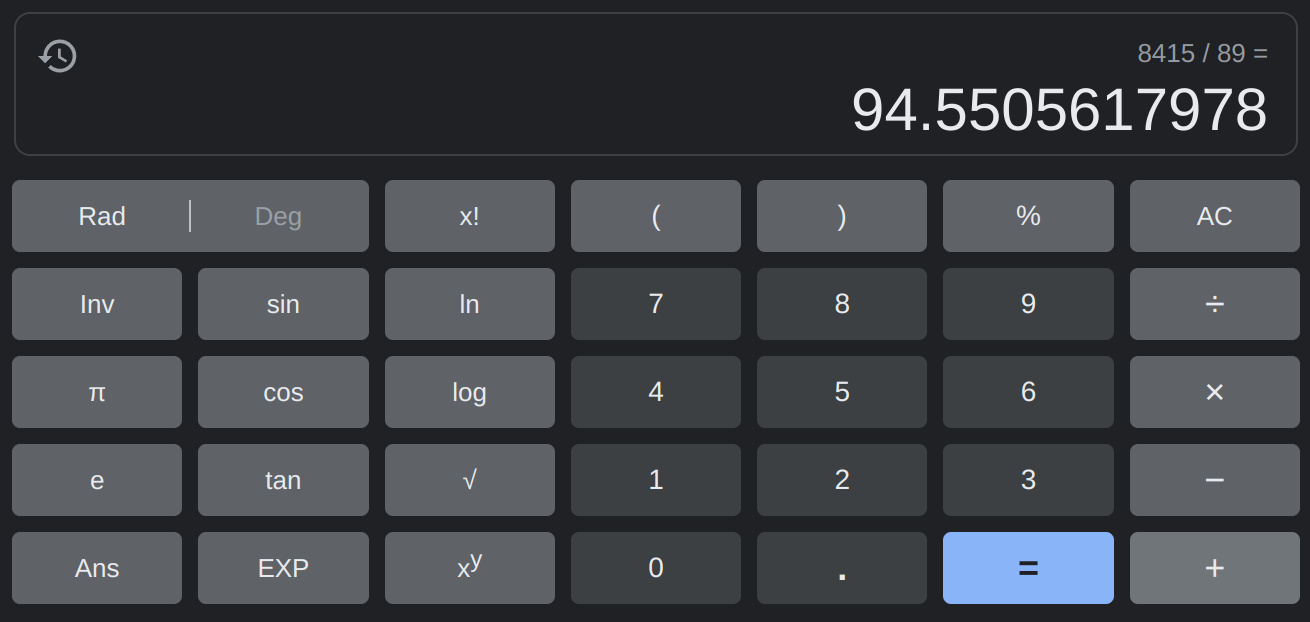 8415 / 89 =
94.5505617978
Rad | Deg x! ( ) % AC
Inv sin ln 7 8 9 ÷
π cos log 4 5 6 ×
e tan √ 1 2 3 −
Ans EXP xʸ 0 . = +